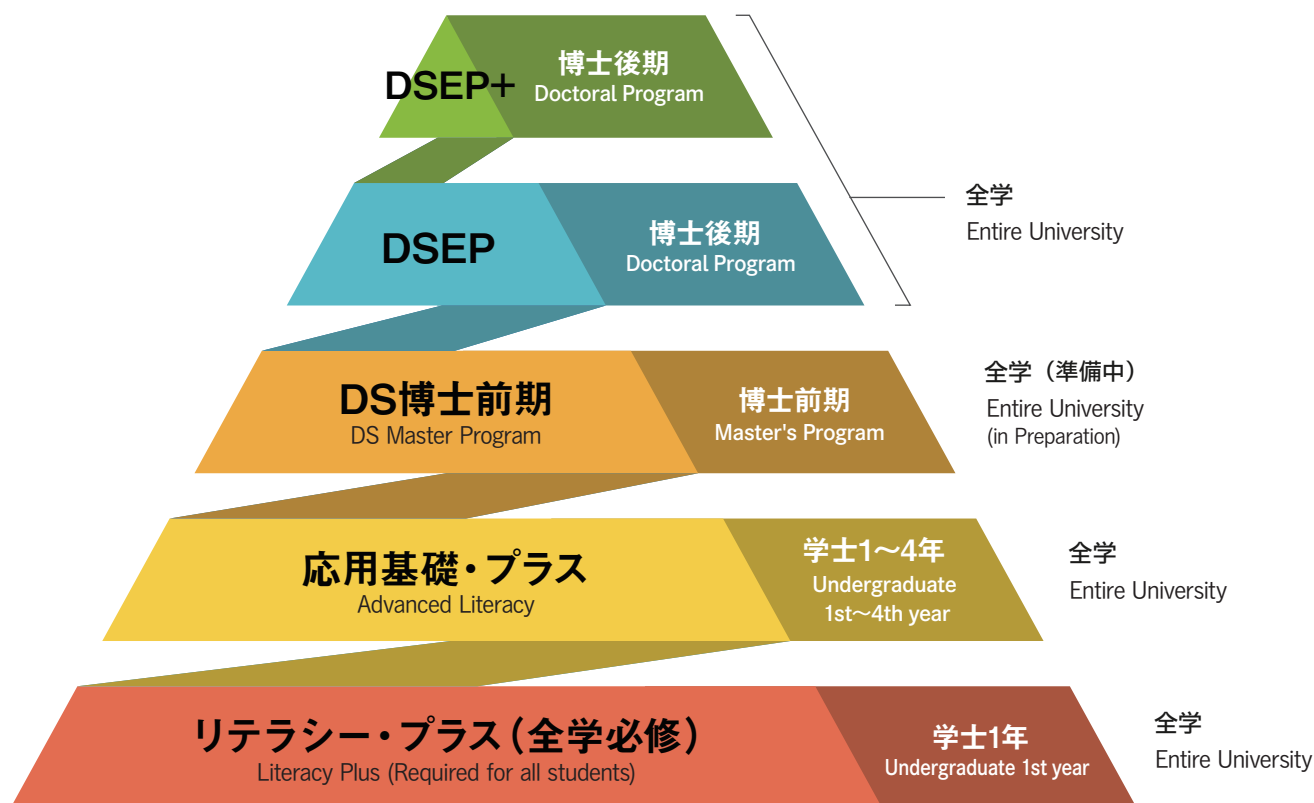 DSEP+
博士後期
Doctoral Program
DSEP
博士後期
Doctoral Program
全学
Entire University
DS博士前期
DS Master Program
博士前期
Master's Program
全学（準備中）
Entire University
(in Preparation)
応用基礎・プラス
Advanced Literacy
学士1〜4年
Undergraduate
1st〜4th year
全学
Entire University
リテラシー・プラス（全学必修）
Literacy Plus (Required for all students)
学士1年
Undergraduate 1st year
全学
Entire University